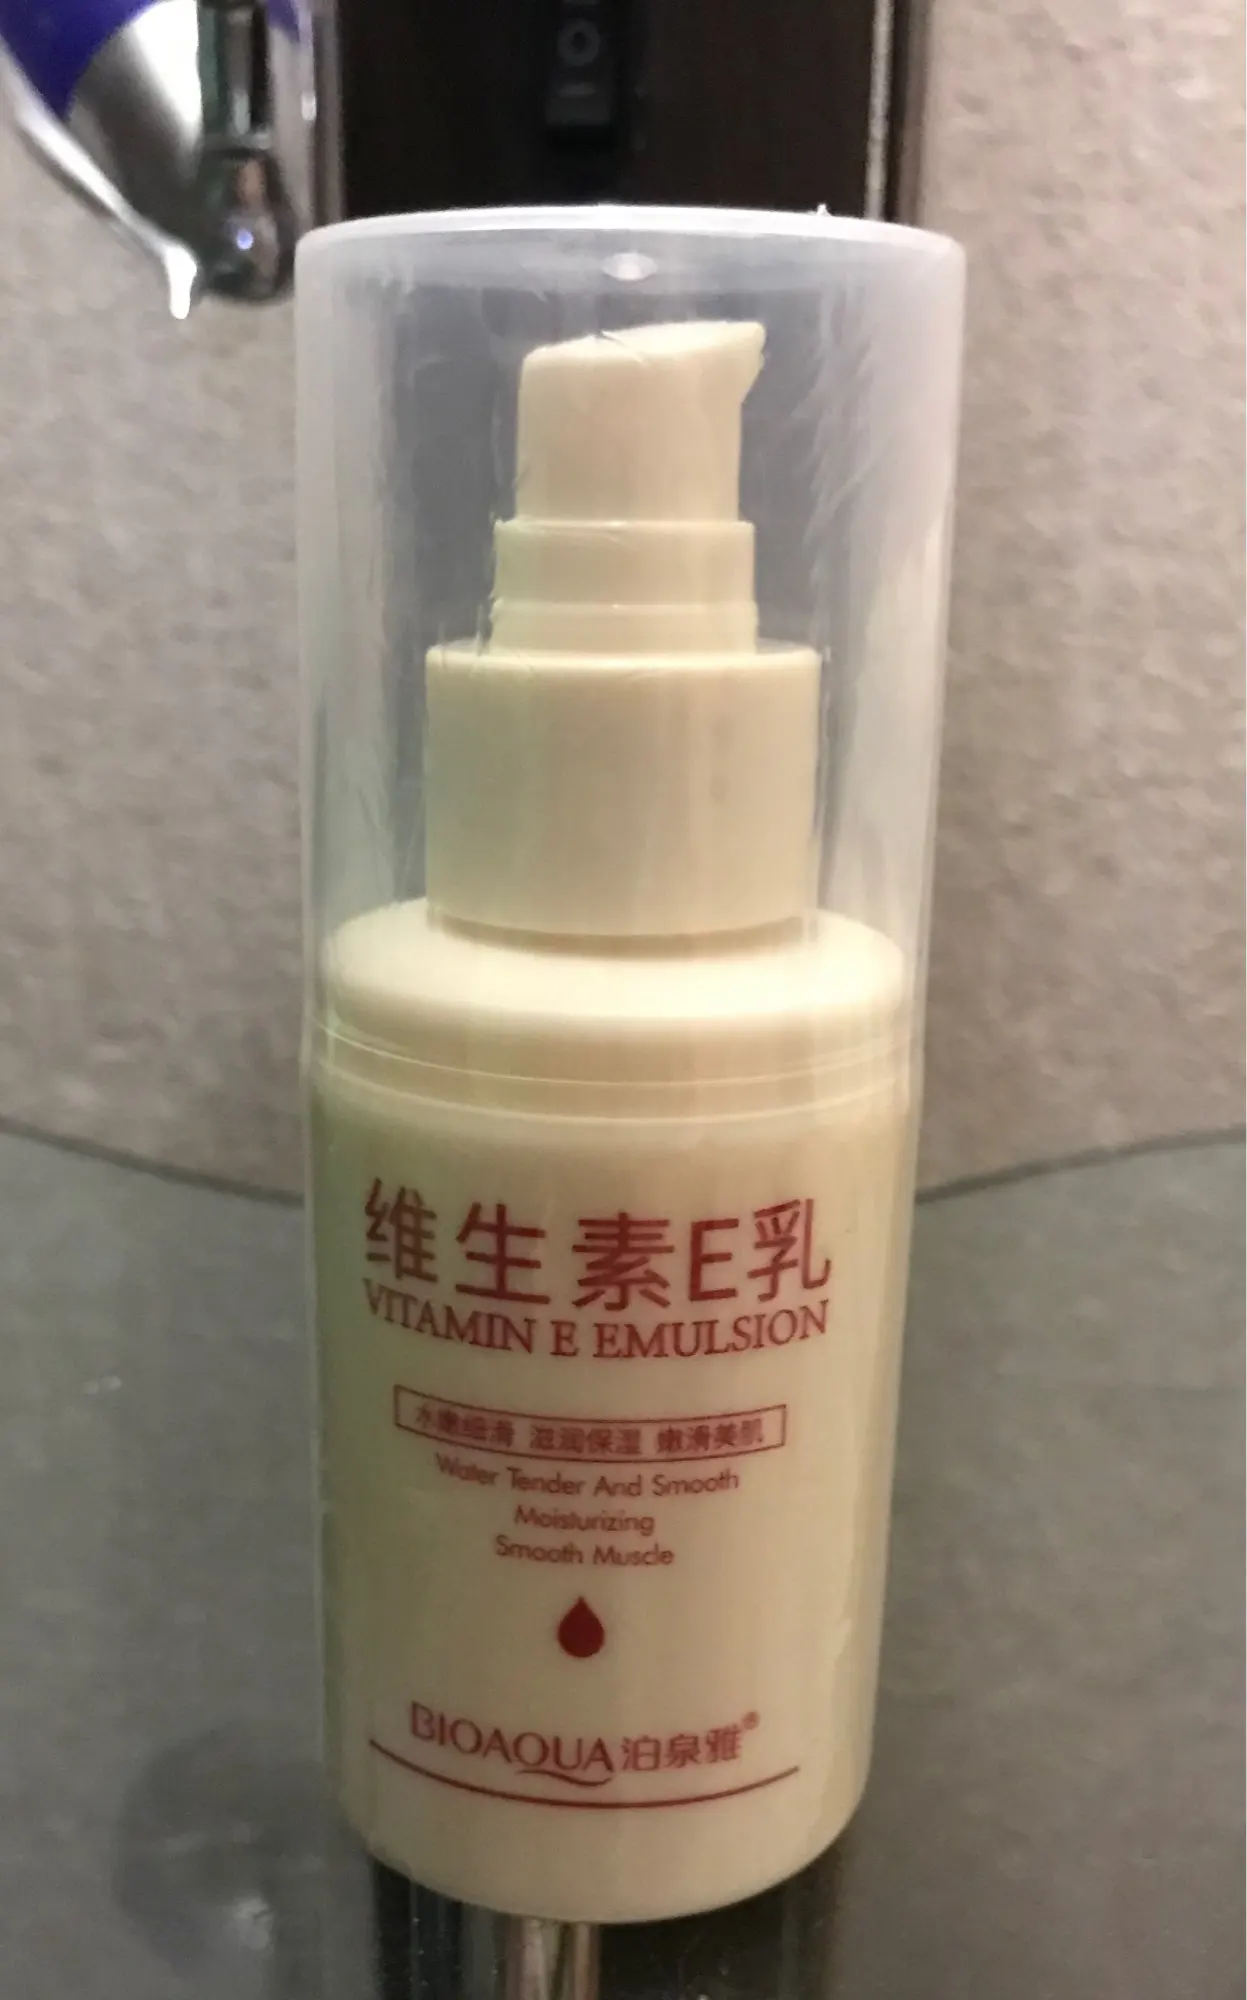 维生素E乳
VITAMIN E EMULSION
水嫩细滑 滋润保湿 嫩滑美肌
Water Tender And Smooth
Moisturizing
Smooth Muscle
BIOAQUA泊泉雅®